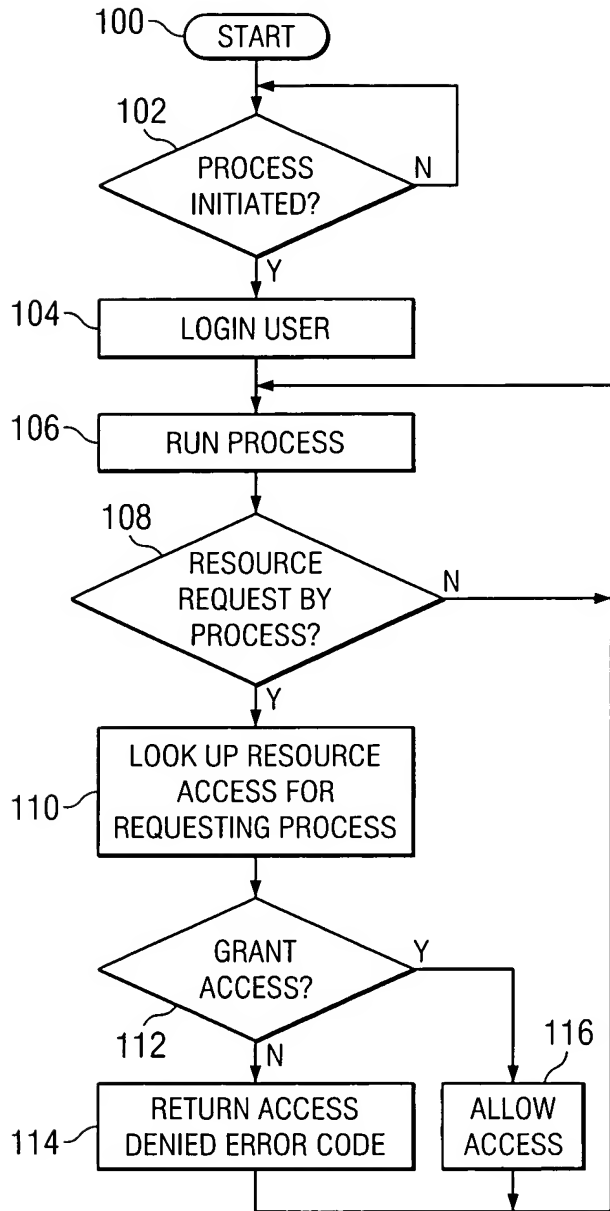 100
START
102
PROCESS
INITIATED?
N
Y
104
LOGIN USER
106
RUN PROCESS
108
RESOURCE
REQUEST BY
PROCESS?
N
Y
110
LOOK UP RESOURCE
ACCESS FOR
REQUESTING PROCESS
GRANT
ACCESS?
Y
112
N
116
114
RETURN ACCESS
DENIED ERROR CODE
ALLOW
ACCESS